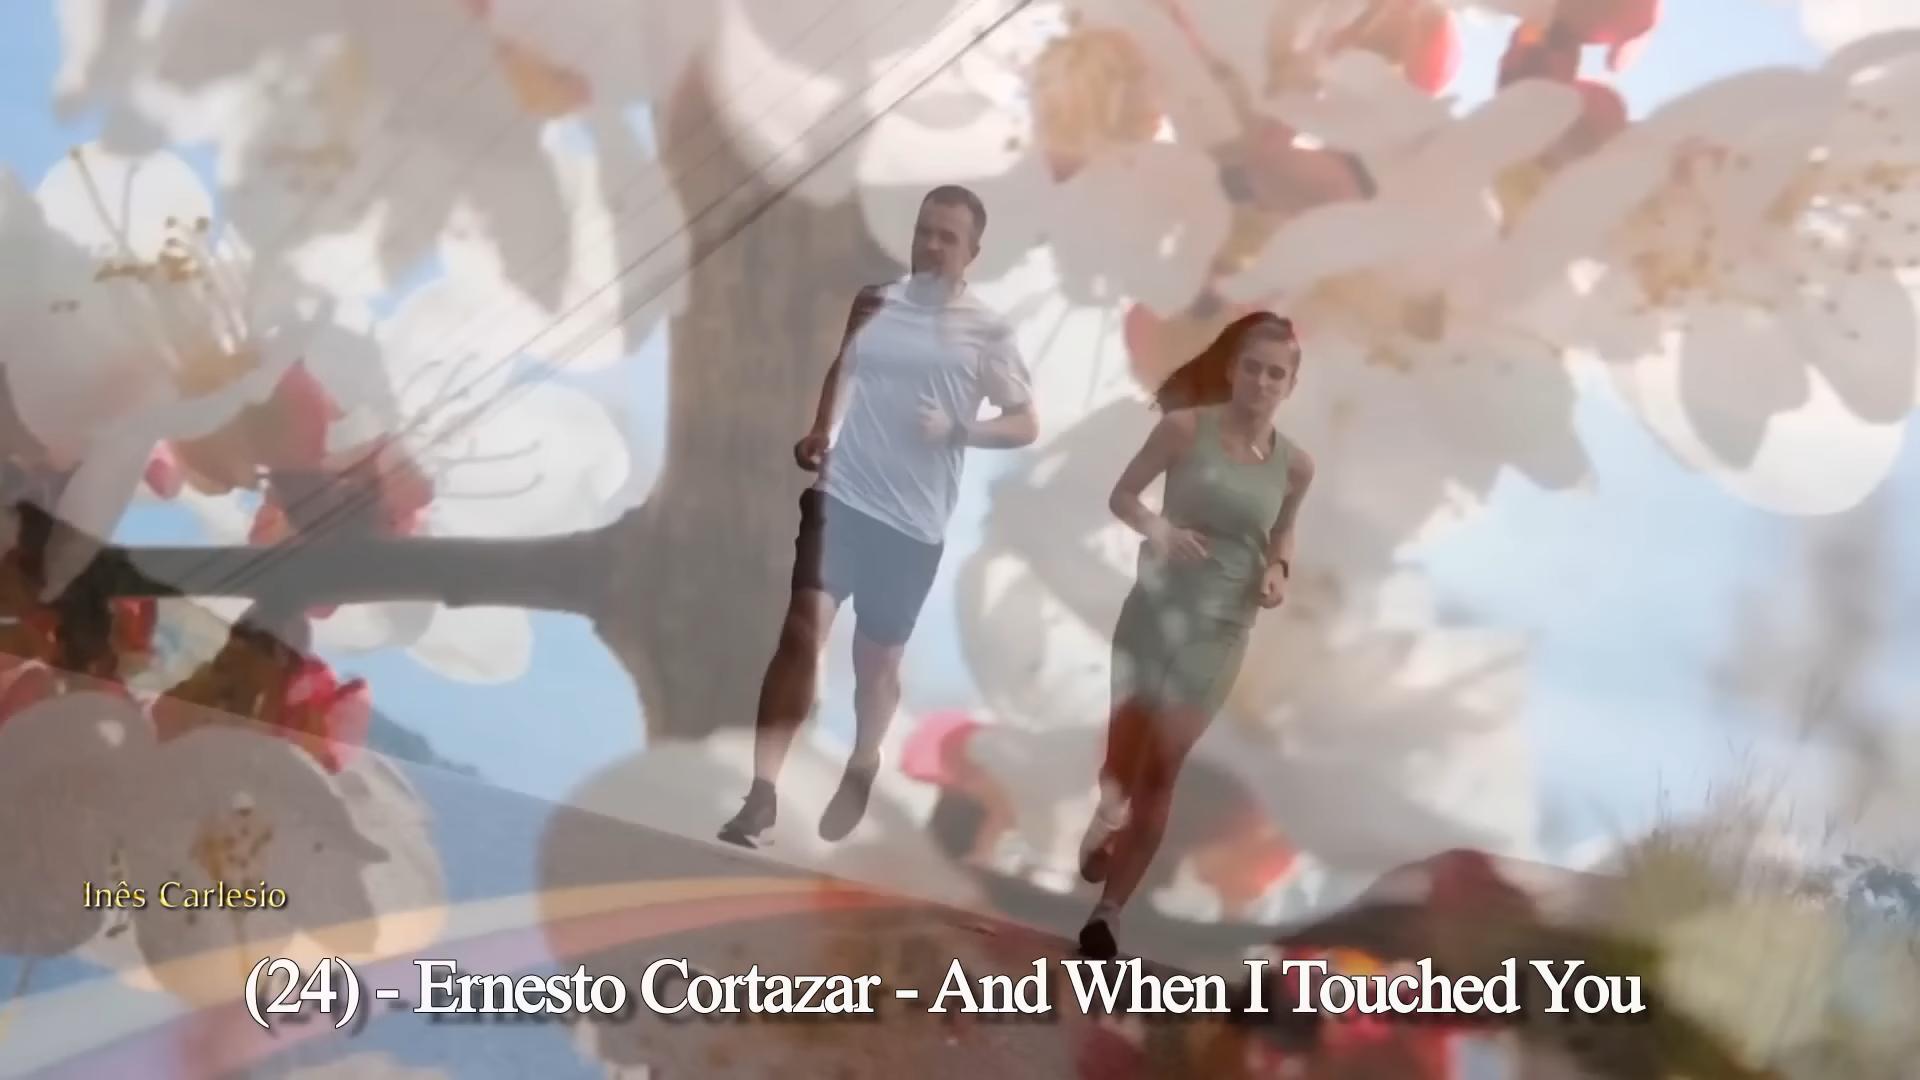 Inês Carlesio
(24) - Ernesto Cortazar - And When I Touched You